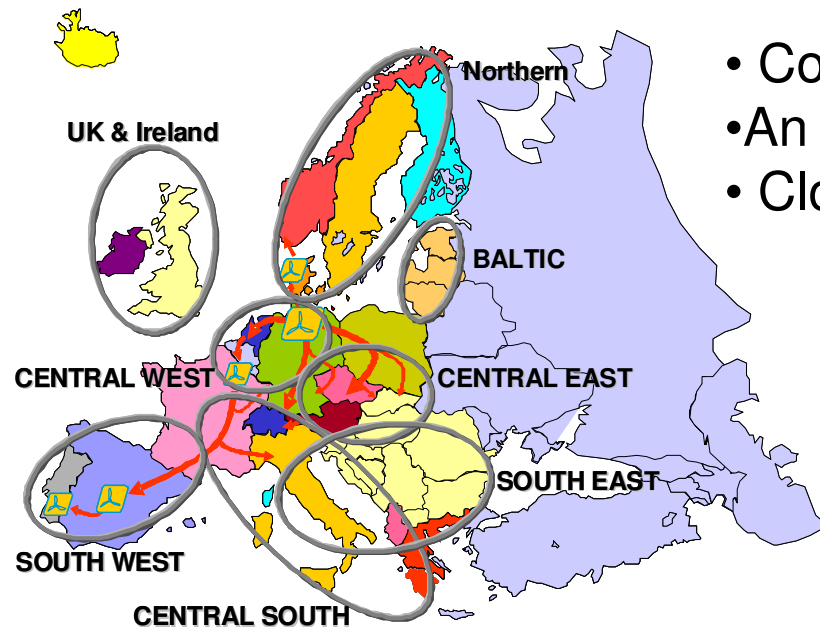 Northern
• Co
•An
• Clo
UK & Ireland
BALTIC
CENTRAL WEST
CENTRAL EAST
SOUTH EAST
SOUTH WEST
CENTRAL SOUTH